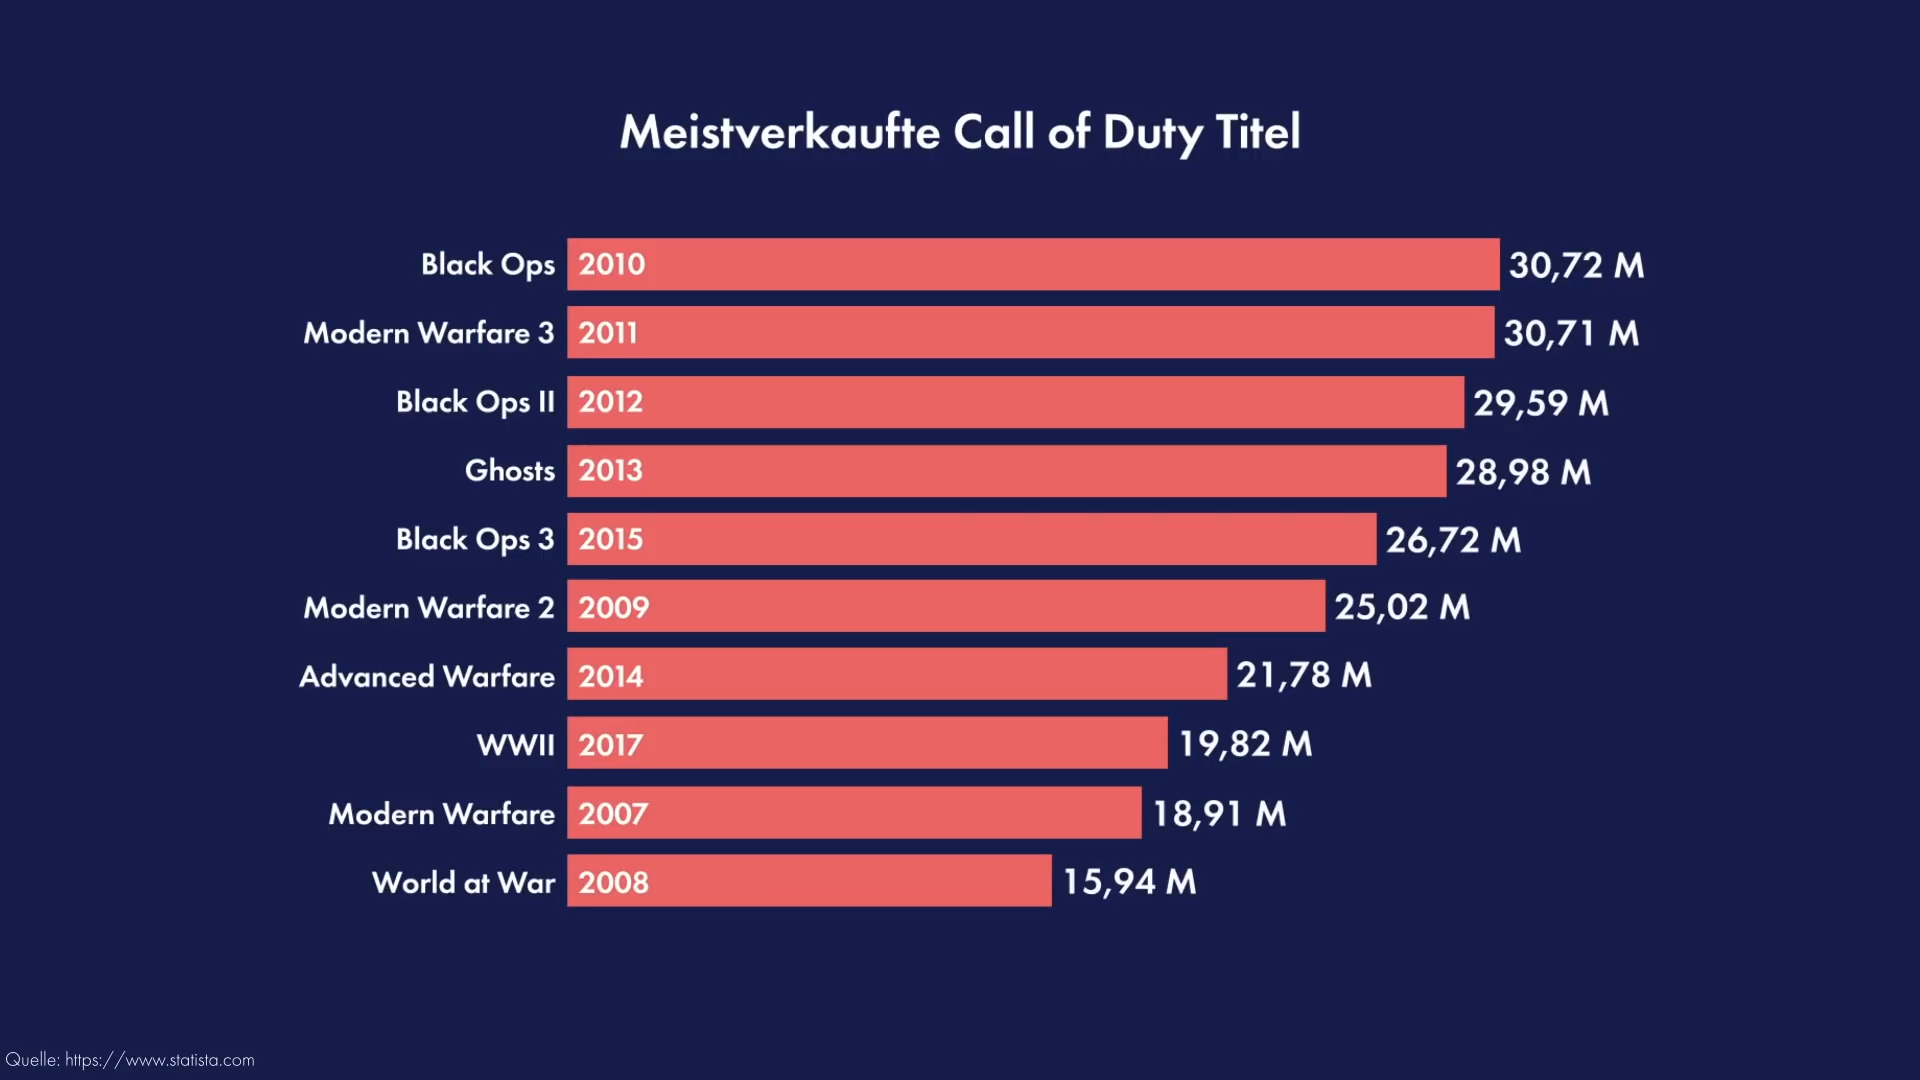 Meistverkaufte Call of Duty Titel
Black Ops 2010 30,72 M
Modern Warfare 3 2011 30,71 M
Black Ops II 2012 29,59 M
Ghosts 2013 28,98 M
Black Ops 3 2015 26,72 M
Modern Warfare 2 2009 25,02 M
Advanced Warfare 2014 21,78 M
WWII 2017 19,82 M
Modern Warfare 2007 18,91 M
World at War 2008 15,94 M
Quelle: https://www.statista.com